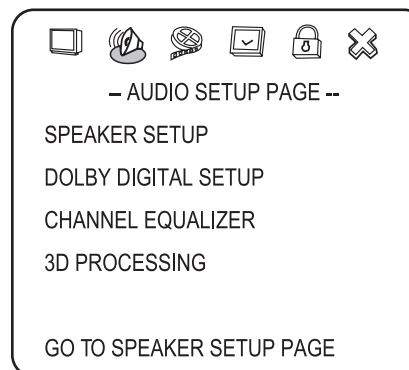 – AUDIO SETUP PAGE --
SPEAKER SETUP
DOLBY DIGITAL SETUP
CHANNEL EQUALIZER
3D PROCESSING
GO TO SPEAKER SETUP PAGE